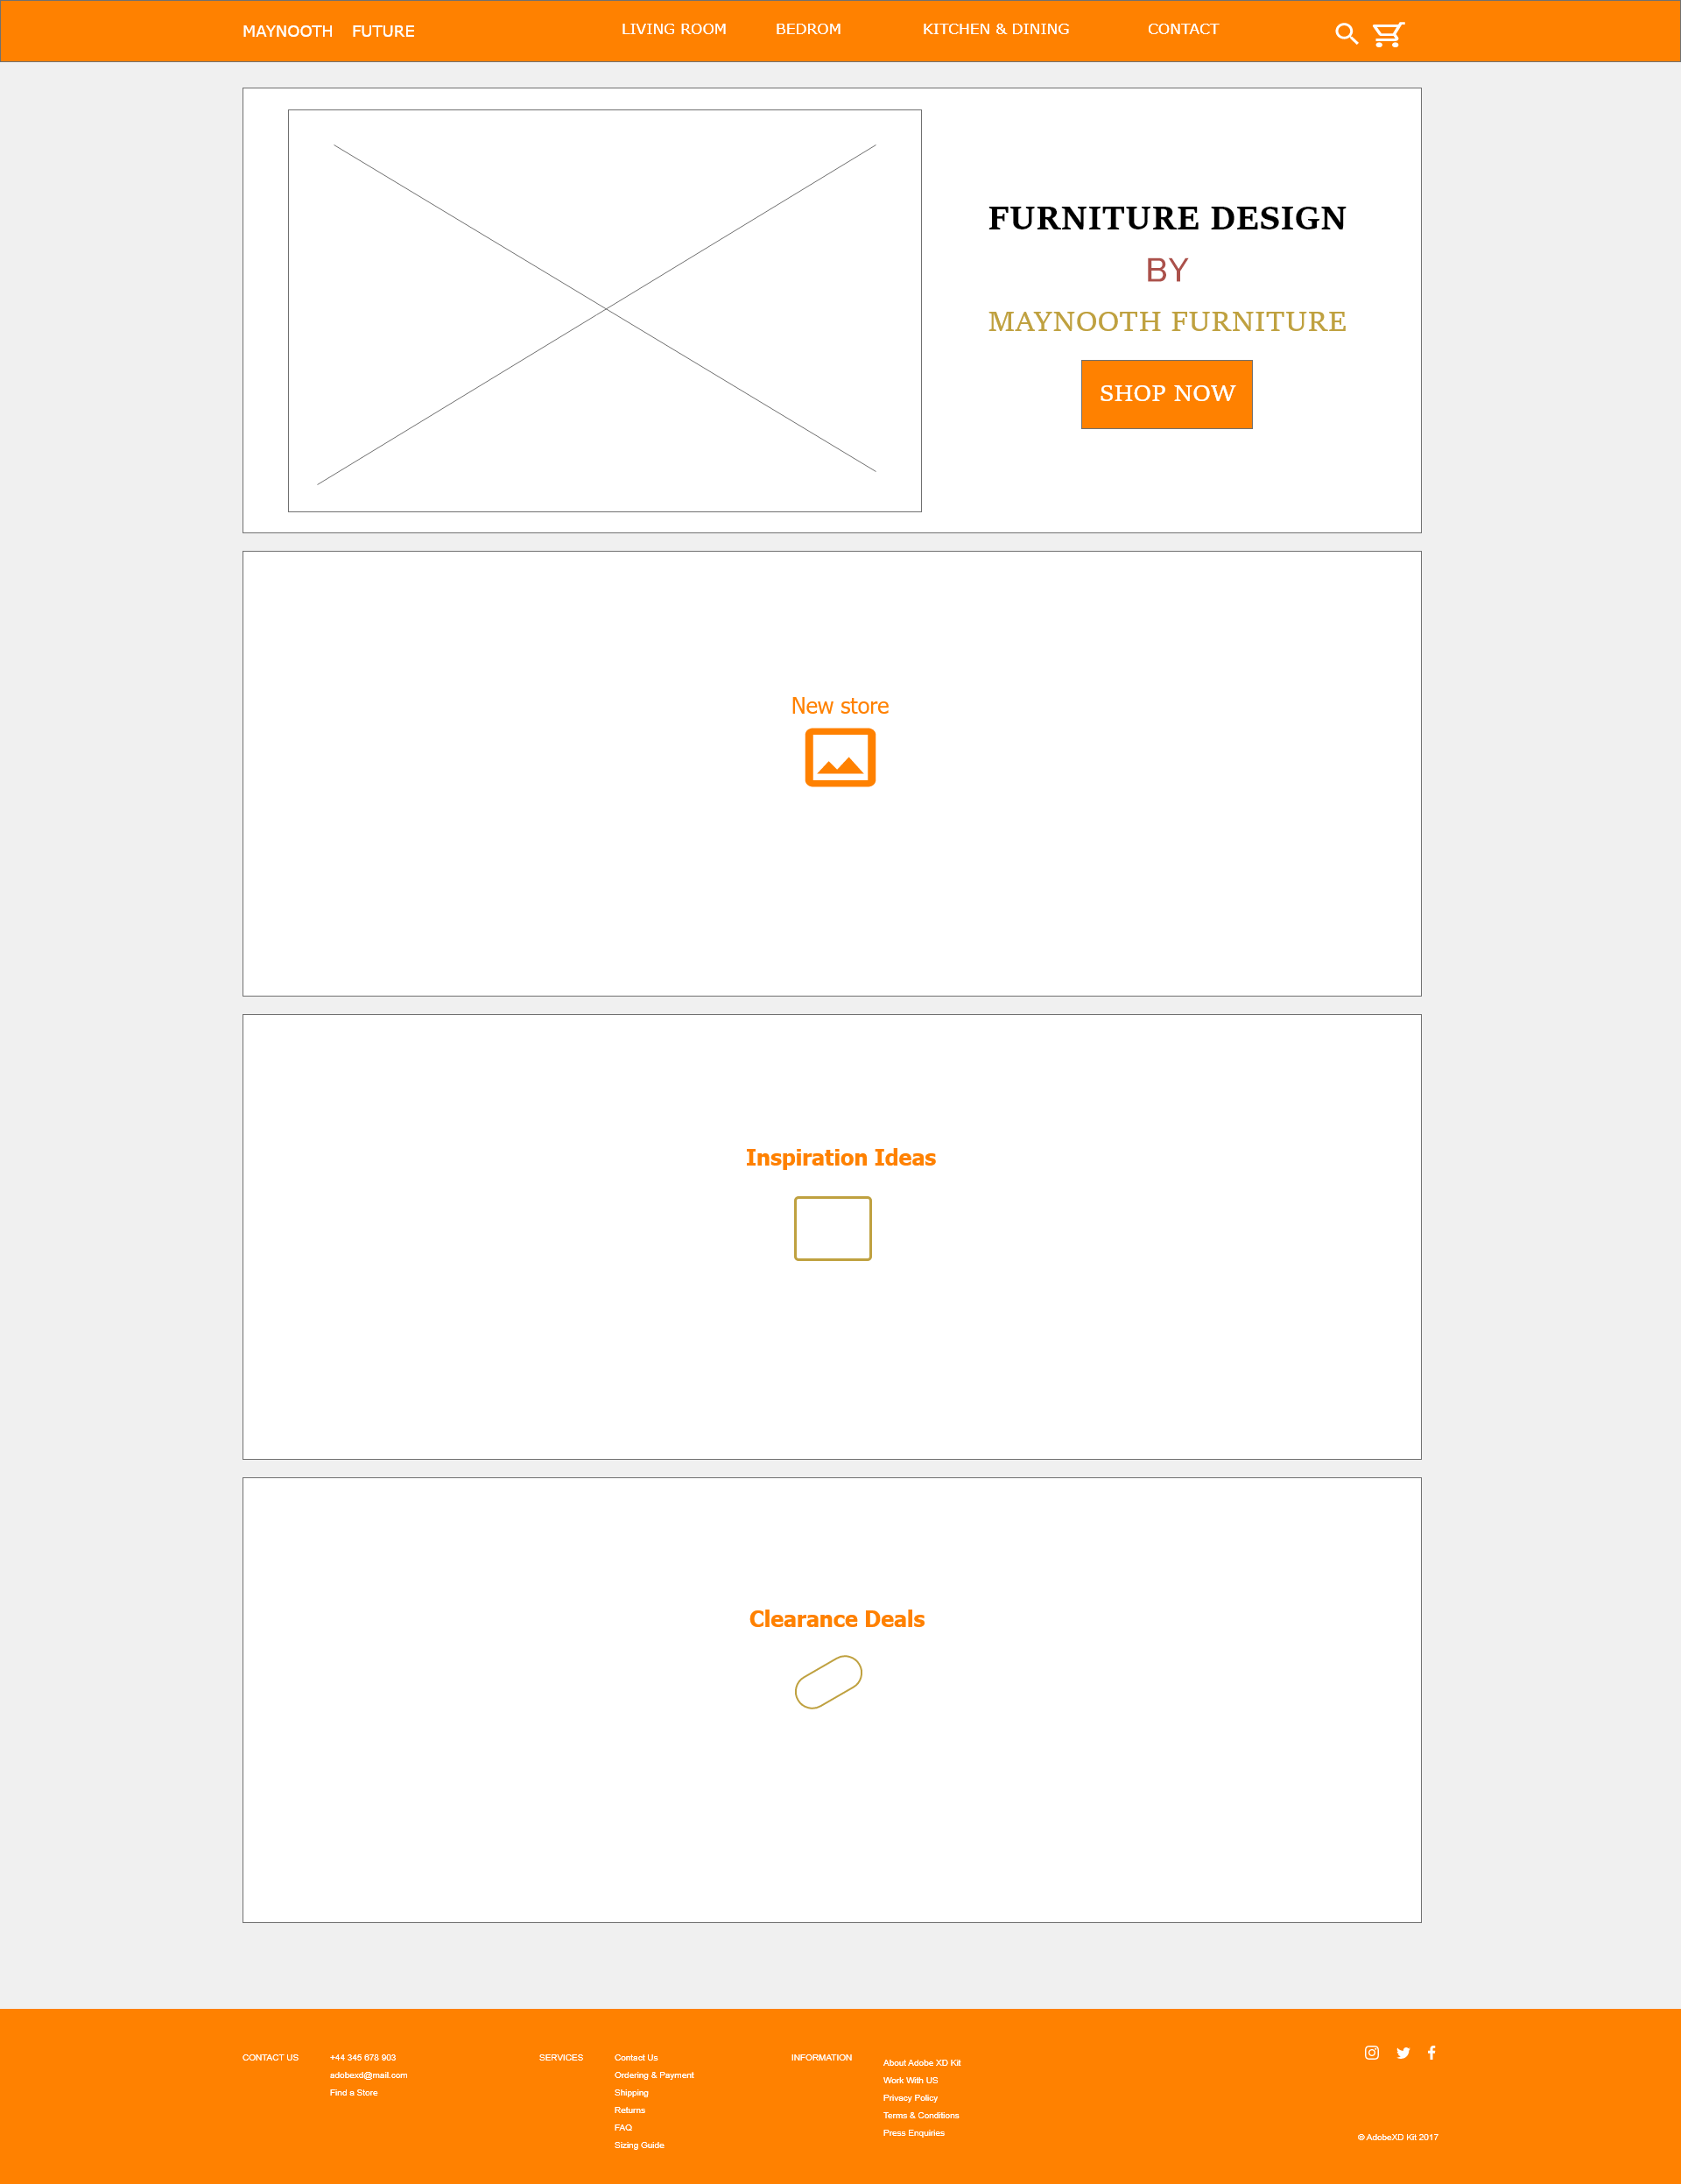 MAYNOOTH FUTURE
LIVING ROOM
BEDROM
KITCHEN & DINING
CONTACT
FURNITURE DESIGN
BY
MAYNOOTH FURNITURE
SHOP NOW
New store
Inspiration Ideas
Clearance Deals
CONTACT US
+44 345 678 903
adobexd@mail.com
Find a Store
SERVICES
Contact Us
Ordering & Payment
Shipping
Returns
FAQ
Sizing Guide
INFORMATION
About Adobe XD Kit
Work With US
Privacy Policy
Terms & Conditions
Press Enquiries
© AdobeXD Kit 2017